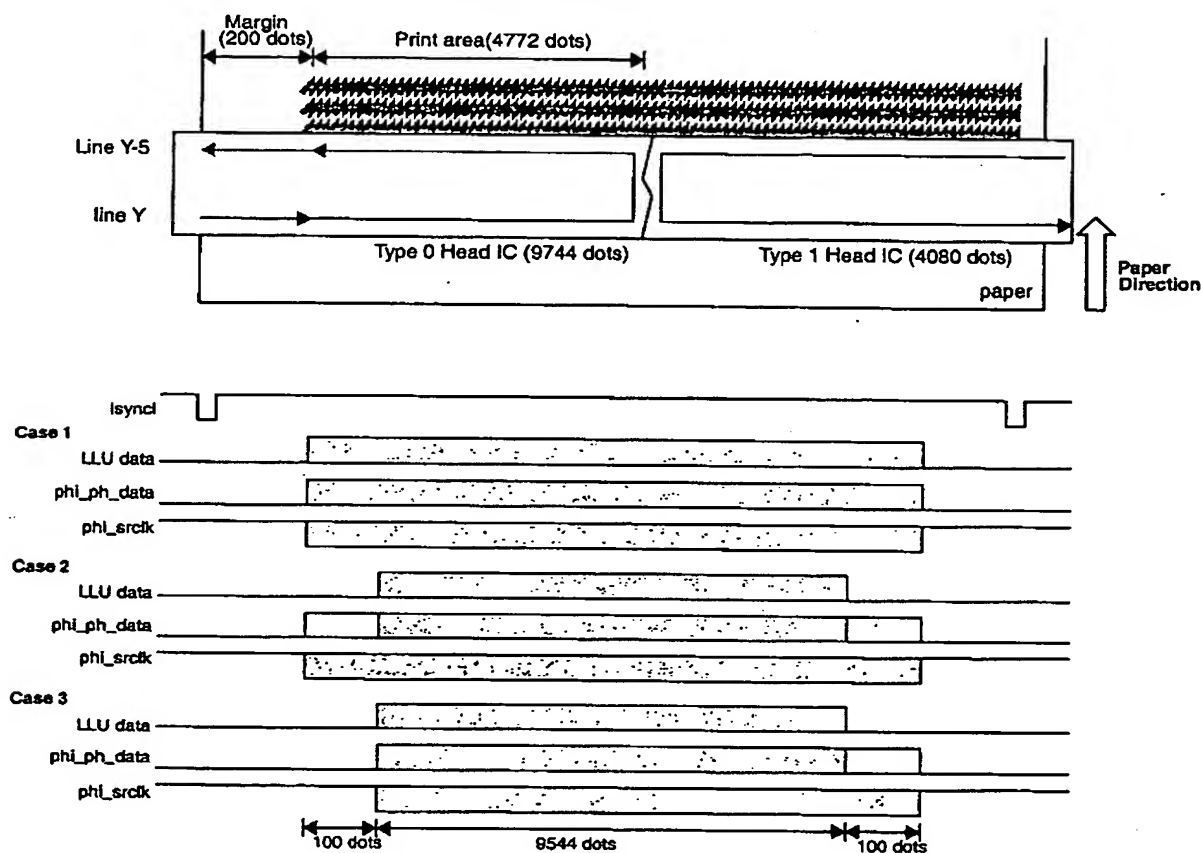 Margin
(200 dots)
Print area(4772 dots)
Line Y-5
line Y
Type 0 Head IC (9744 dots)
Type 1 Head IC (4080 dots)
Paper
Direction
paper
lsyncl
Case 1
LLU data
phi_ph_data
phi_srclk
Case 2
LLU data
phi_ph_data
phi_srclk
Case 3
LLU data
phi_ph_data
phi_srclk
100 dots
9544 dots
100 dots